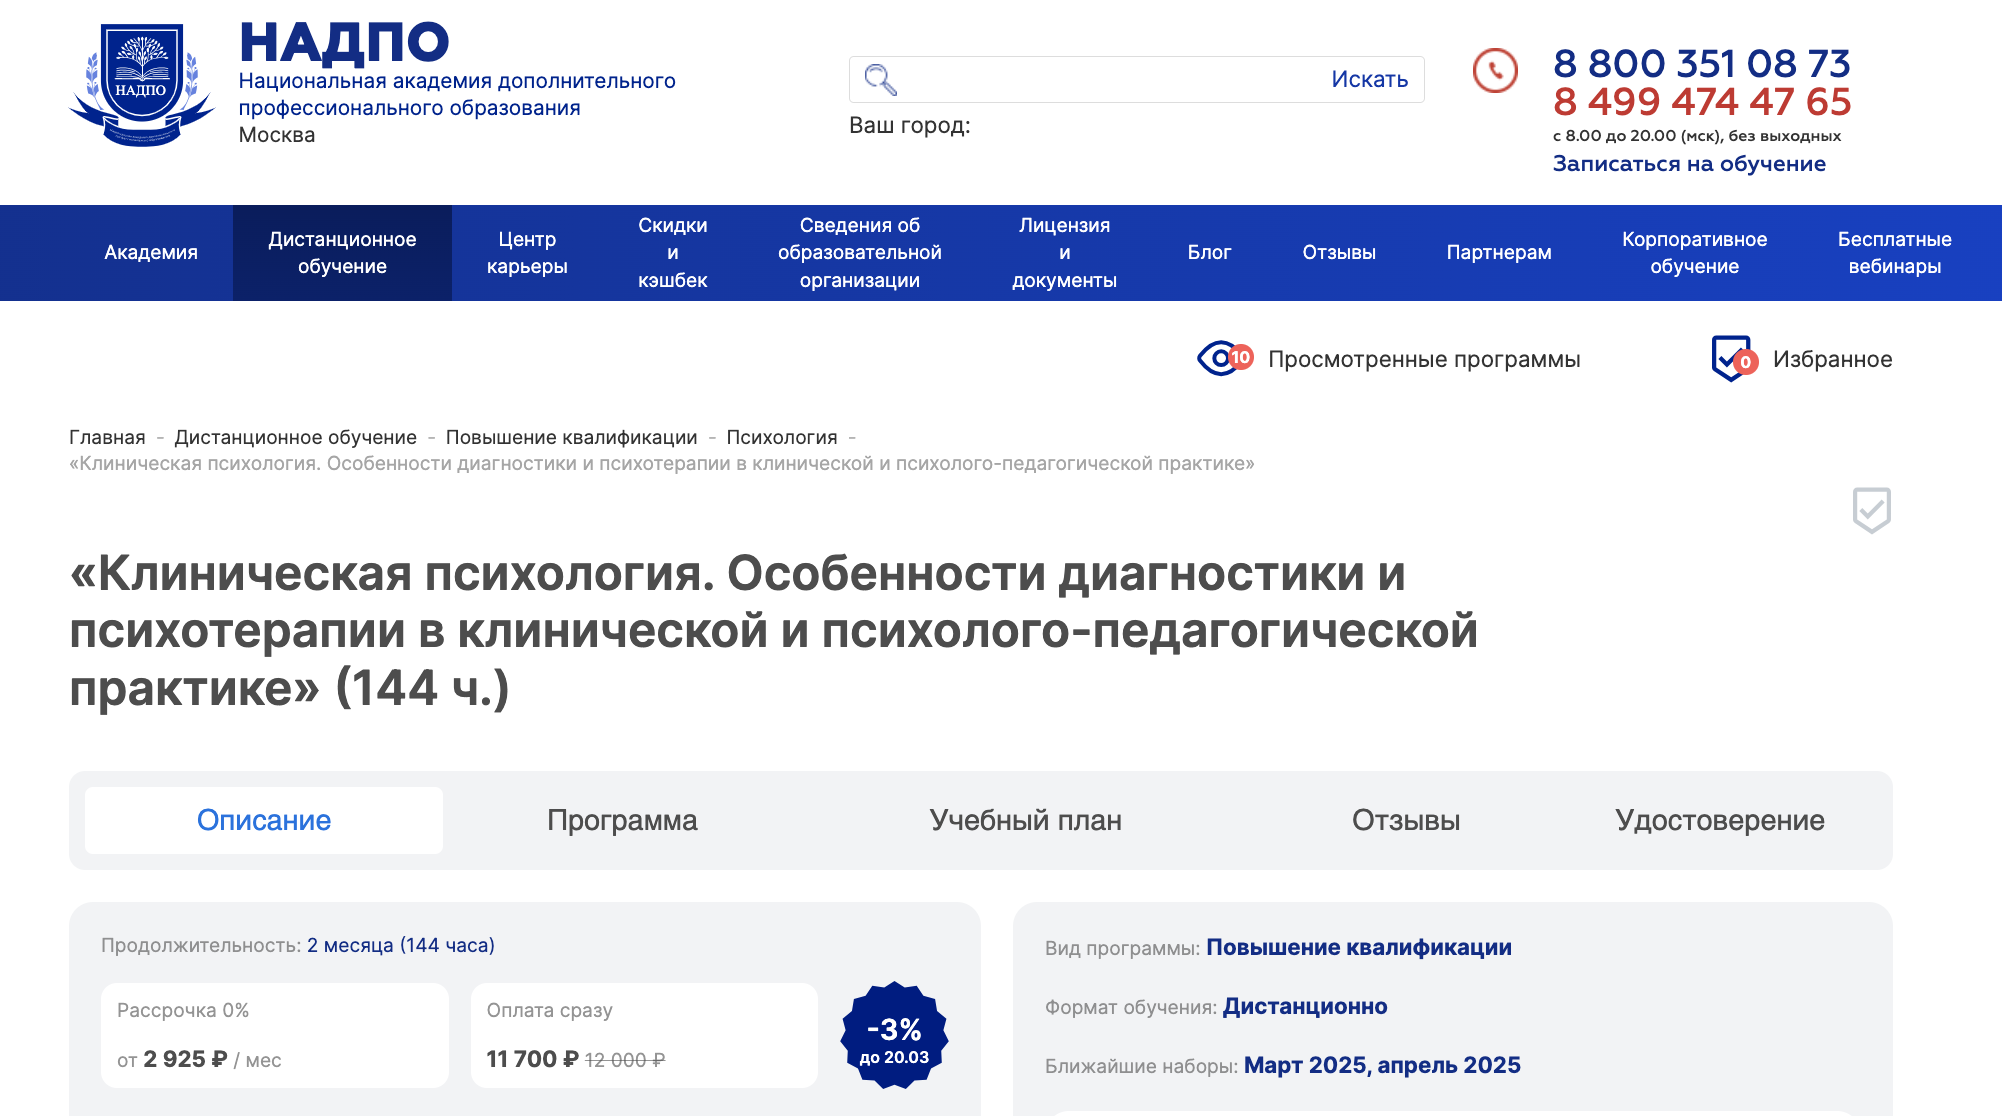 НАДПО
НАДПО
Национальная академия дополнительного
профессионального образования
Москва
Искать
Ваш город:
8 800 351 08 73
8 499 474 47 65
с 8.00 до 20.00 (мск), без выходных
Записаться на обучение
Академия
Дистанционное
обучение
Центр
карьеры
Скидки
и
кэшбек
Сведения об
образовательной
организации
Лицензия
и
документы
Блог
Отзывы
Партнерам
Корпоративное
обучение
Бесплатные
вебинары
10
Просмотренные программы
0
Избранное
Главная - Дистанционное обучение - Повышение квалификации - Психология -
«Клиническая психология. Особенности диагностики и психотерапии в клинической и психолого-педагогической практике»
«Клиническая психология. Особенности диагностики и
психотерапии в клинической и психолого-педагогической
практике» (144 ч.)
Описание
Программа
Учебный план
Отзывы
Удостоверение
Продолжительность: 2 месяца (144 часа)
Рассрочка 0%
от 2 925 ₽ / мес
Оплата сразу
11 700 ₽ 12 000 ₽
-3%
до 20.03
Вид программы: Повышение квалификации
Формат обучения: Дистанционно
Ближайшие наборы: Март 2025, апрель 2025